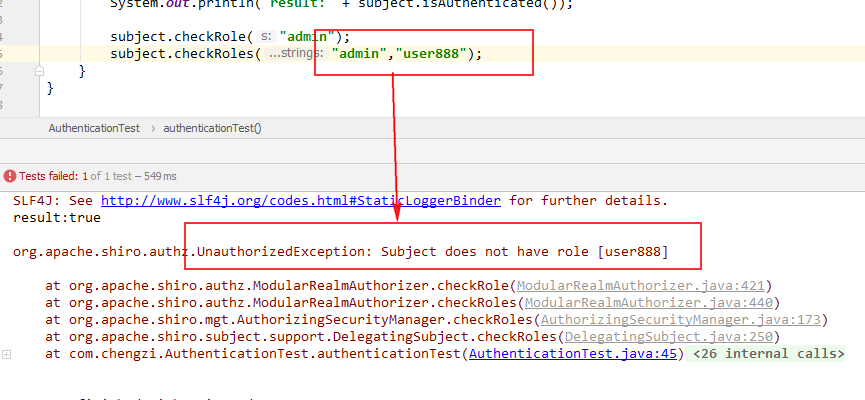 System.out.println("result: " + subject.isAuthenticated());
subject.checkRole( s: "admin");
subject.checkRoles( ...strings: "admin","user888");
}
}
AuthenticationTest › authenticationTest()
Tests failed: 1 of 1 test – 549 ms
SLF4J: See http://www.slf4j.org/codes.html#StaticLoggerBinder for further details.
result:true
org.apache.shiro.authz.UnauthorizedException: Subject does not have role [user888]
at org.apache.shiro.authz.ModularRealmAuthorizer.checkRole(ModularRealmAuthorizer.java:421)
at org.apache.shiro.authz.ModularRealmAuthorizer.checkRoles(ModularRealmAuthorizer.java:440)
at org.apache.shiro.mgt.AuthorizingSecurityManager.checkRoles(AuthorizingSecurityManager.java:173)
at org.apache.shiro.subject.support.DelegatingSubject.checkRoles(DelegatingSubject.java:250)
at com.chengzi.AuthenticationTest.authenticationTest(AuthenticationTest.java:45) <26 internal calls>